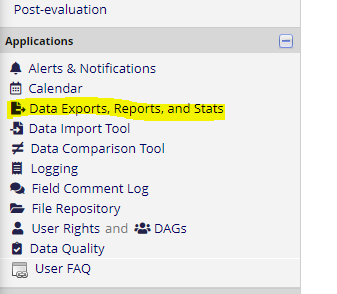 Post-evaluation
Applications
Alerts & Notifications
Calendar
Data Exports, Reports, and Stats
Data Import Tool
Data Comparison Tool
Logging
Field Comment Log
File Repository
User Rights and DAGs
Data Quality
User FAQ